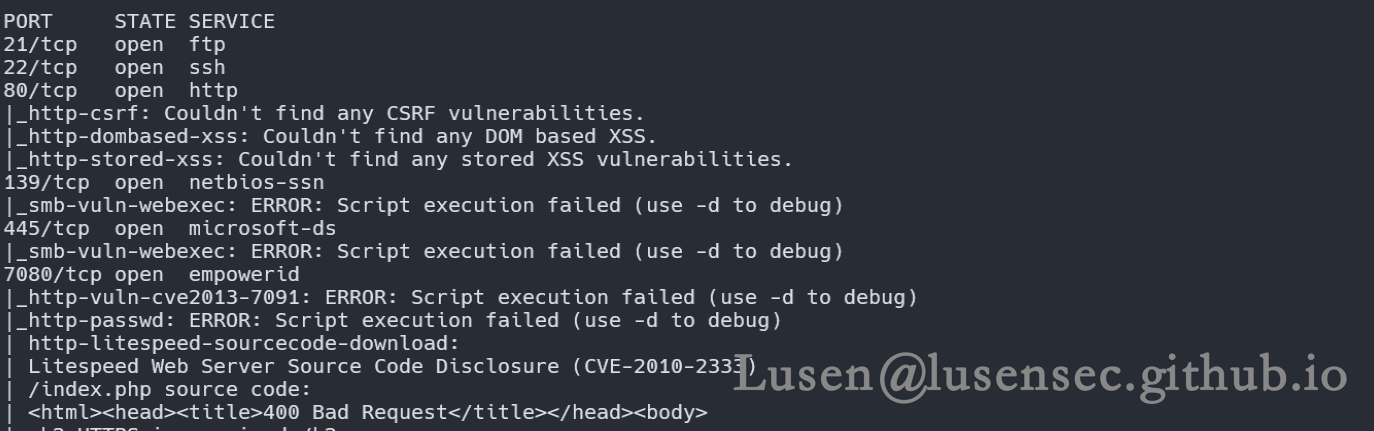 PORT     STATE SERVICE
21/tcp   open  ftp
22/tcp   open  ssh
80/tcp   open  http
|_http-csrf: Couldn't find any CSRF vulnerabilities.
|_http-dombased-xss: Couldn't find any DOM based XSS.
|_http-stored-xss: Couldn't find any stored XSS vulnerabilities.
139/tcp  open  netbios-ssn
|_smb-vuln-webexec: ERROR: Script execution failed (use -d to debug)
445/tcp  open  microsoft-ds
|_smb-vuln-webexec: ERROR: Script execution failed (use -d to debug)
7080/tcp open  empowerid
|_http-vuln-cve2013-7091: ERROR: Script execution failed (use -d to debug)
|_http-passwd: ERROR: Script execution failed (use -d to debug)
| http-litespeed-sourcecode-download:
| Litespeed Web Server Source Code Disclosure (CVE-2010-2333)
| /index.php source code:
| <html><head><title>400 Bad Request</title></head><body>
Lusen@lusensec.github.io